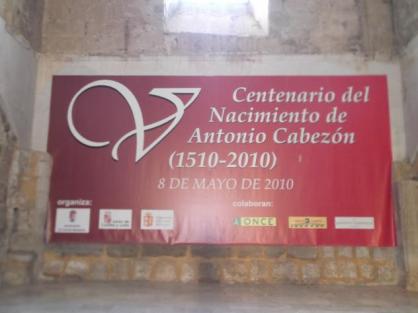 V Centenario del
Nacimiento de
Antonio Cabezón
(1510-2010)
8 DE MAYO DE 2010
organiza:
colaboran:
ONCE